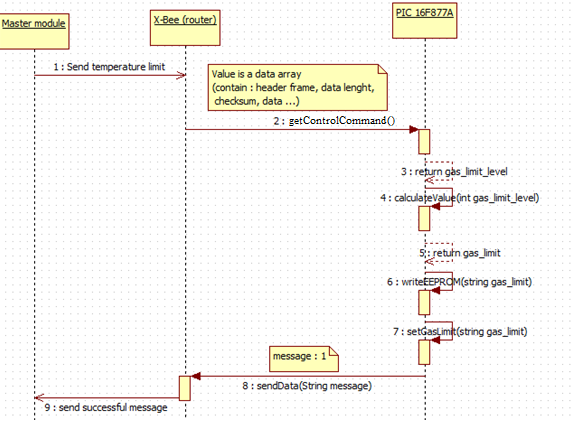 Master module
X-Bee (router)
PIC 16F877A
1 : Send temperature limit
Value is a data array
(contain : header frame, data lenght,
checksum, data ...)
2 : getControlCommand()
3 : return gas_limit_level
4 : calculateValue(int gas_limit_level)
5 : return gas_limit
6 : writeEEPROM(string gas_limit)
7 : setGasLimit(string gas_limit)
message : 1
8 : sendData(String message)
9 : send successful message